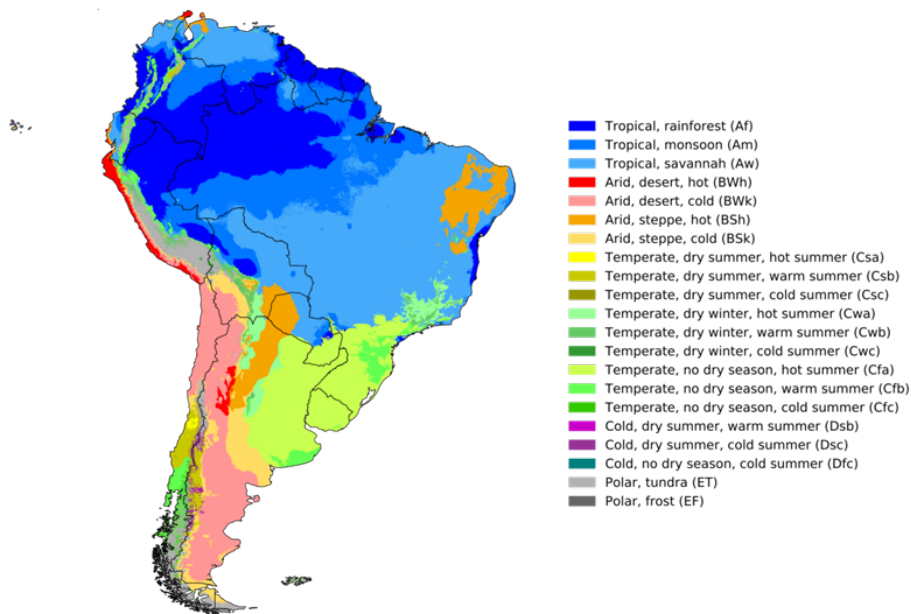 Tropical, rainforest (Af)
Tropical, monsoon (Am)
Tropical, savannah (Aw)
Arid, desert, hot (BWh)
Arid, desert, cold (BWk)
Arid, steppe, hot (BSh)
Arid, steppe, cold (BSk)
Temperate, dry summer, hot summer (Csa)
Temperate, dry summer, warm summer (Csb)
Temperate, dry summer, cold summer (Csc)
Temperate, dry winter, hot summer (Cwa)
Temperate, dry winter, warm summer (Cwb)
Temperate, dry winter, cold summer (Cwc)
Temperate, no dry season, hot summer (Cfa)
Temperate, no dry season, warm summer (Cfb)
Temperate, no dry season, cold summer (Cfc)
Cold, dry summer, warm summer (Dsb)
Cold, dry summer, cold summer (Dsc)
Cold, no dry season, cold summer (Dfc)
Polar, tundra (ET)
Polar, frost (EF)